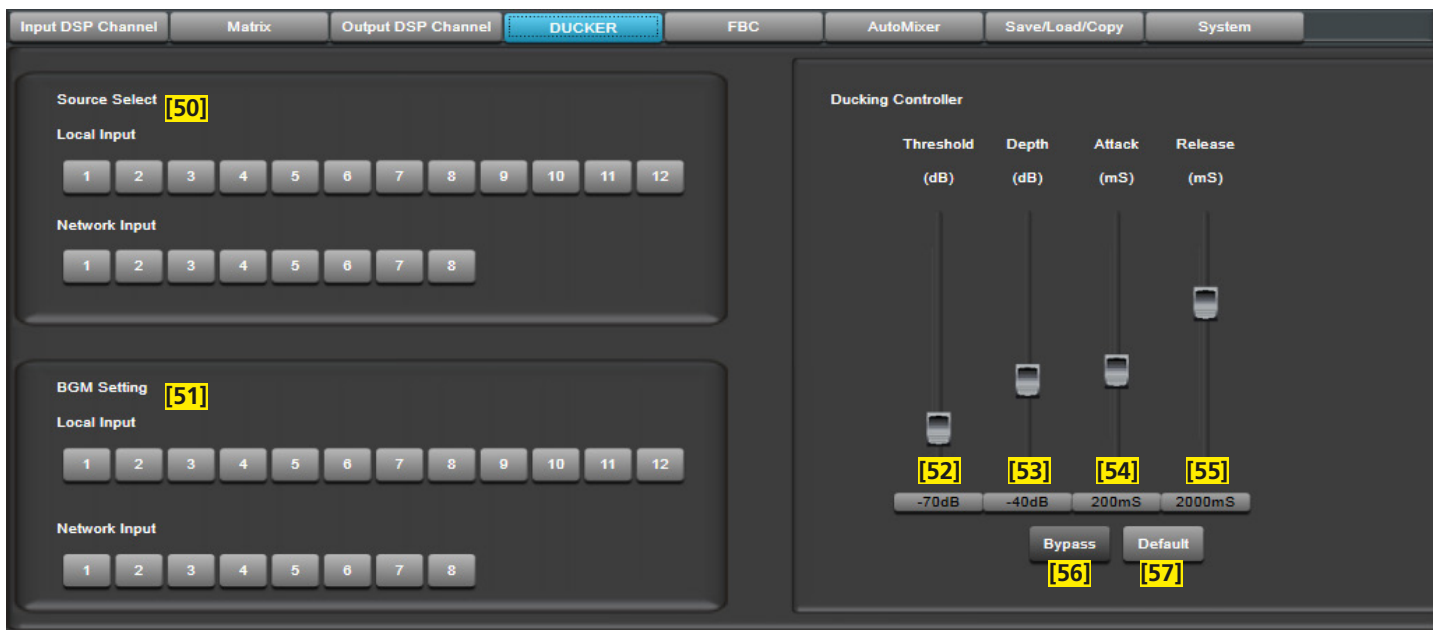 Input DSP Channel Matrix Output DSP Channel DUCKER FBC AutoMixer Save/Load/Copy System
Source Select [50]
Local Input
1 2 3 4 5 6 7 8 9 10 11 12
Network Input
1 2 3 4 5 6 7 8
BGM Setting [51]
Local Input
1 2 3 4 5 6 7 8 9 10 11 12
Network Input
1 2 3 4 5 6 7 8
Ducking Controller
Threshold Depth Attack Release
(dB) (dB) (mS) (mS)
[52] [53] [54] [55]
-70dB -40dB 200mS 2000mS
Bypass Default
[56] [57]